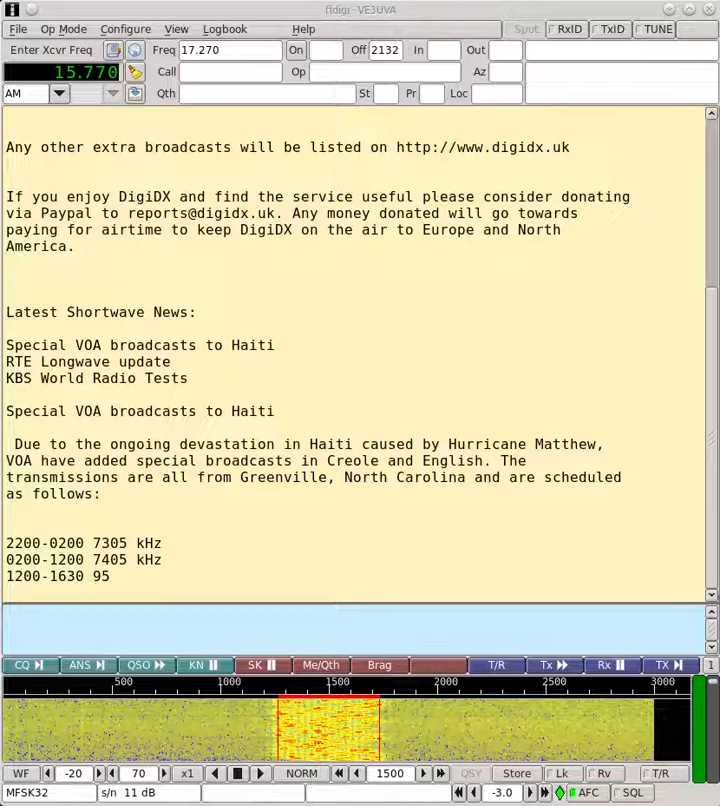 fldigi - VE3UVA
File Op Mode Configure View Logbook Help Spot RxID TxID TUNE
Enter Xcvr Freq Freq 17.270 On Off 2132 In Out
15.770 Call Op Az
AM Qth St Pr Loc
Any other extra broadcasts will be listed on http://www.digidx.uk
If you enjoy DigiDX and find the service useful please consider donating
via Paypal to reports@digidx.uk. Any money donated will go towards
paying for airtime to keep DigiDX on the air to Europe and North
America.
Latest Shortwave News:
Special VOA broadcasts to Haiti
RTE Longwave update
KBS World Radio Tests
Special VOA broadcasts to Haiti
Due to the ongoing devastation in Haiti caused by Hurricane Matthew,
VOA have added special broadcasts in Creole and English. The
transmissions are all from Greenville, North Carolina and are scheduled
as follows:
2200-0200 7305 kHz
0200-1200 7405 kHz
1200-1630 95
CQ ANS QSO KN SK Me/Qth Brag T/R Tx Rx TX 1
500 1000 1500 2000 2500 3000
WF -20 70 x1 NORM 1500 QSY Store Lk Rv T/R
MFSK32 s/n 11 dB -3.0 AFC SQL